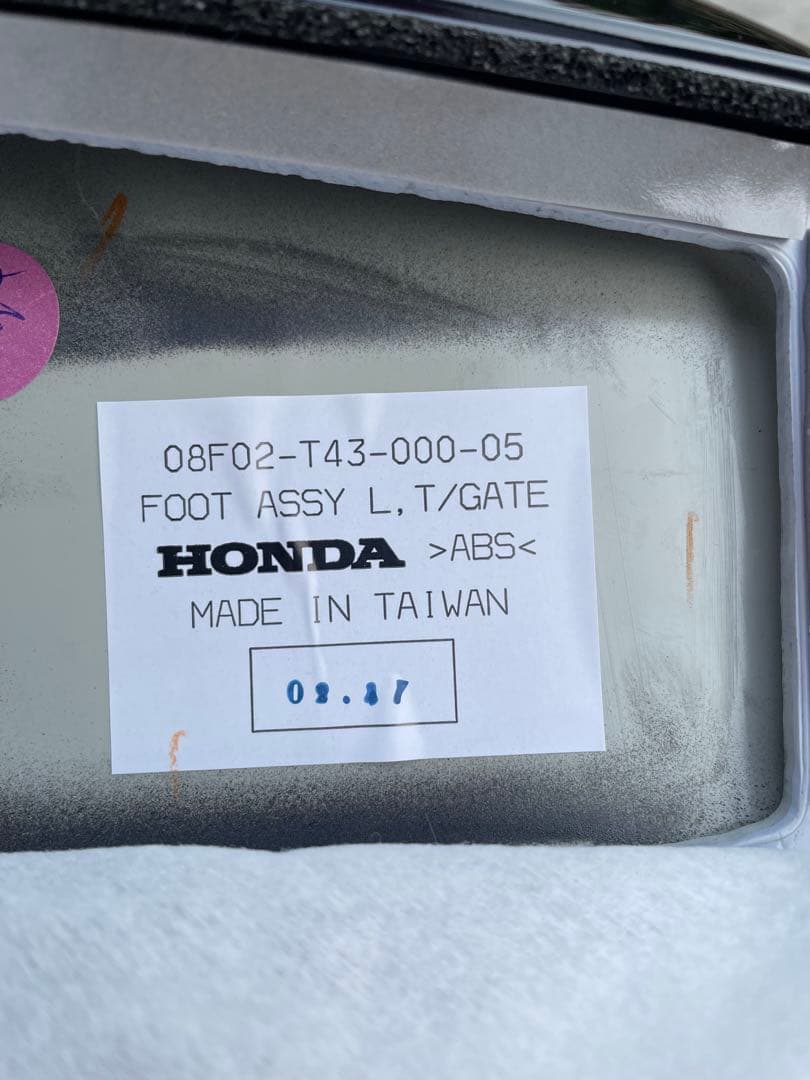 08F02-T43-000-05
FOOT ASSY L, T/GATE
HONDA >ABS<
MADE IN TAIWAN